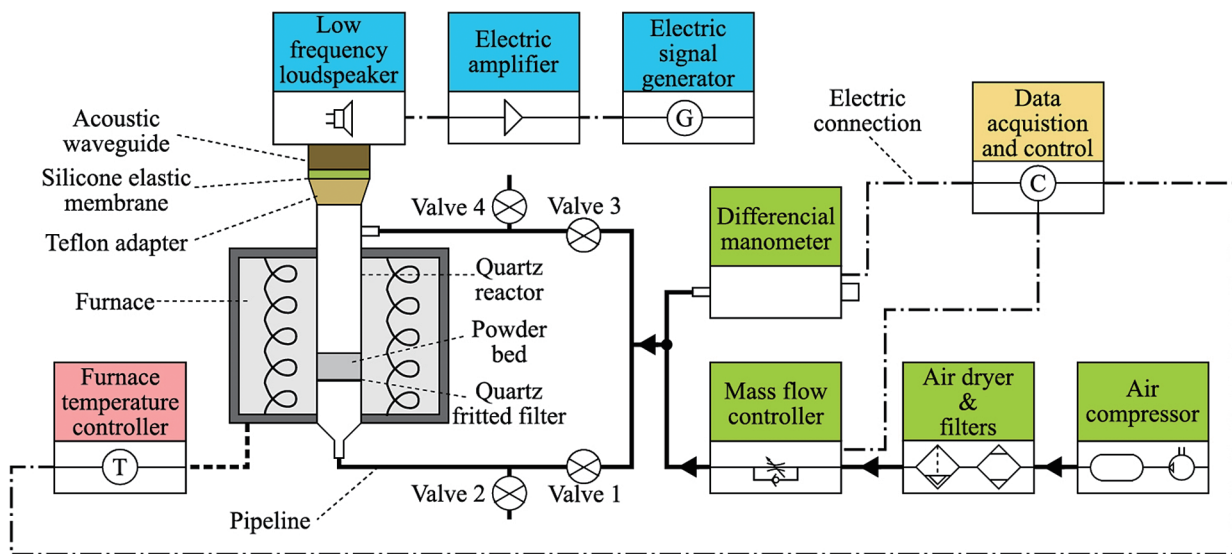 Low
frequency
loudspeaker
Electric
amplifier
Electric
signal
generator
G
Data
acquistion
and control
C
Electric
connection
Acoustic
waveguide
Silicone elastic
membrane
Teflon adapter
Valve 4
Valve 3
Differencial
manometer
Furnace
Quartz
reactor
Powder
bed
Quartz
fritted filter
Furnace
temperature
controller
T
Mass flow
controller
Air dryer
&
filters
Air
compressor
Valve 2
Valve 1
Pipeline